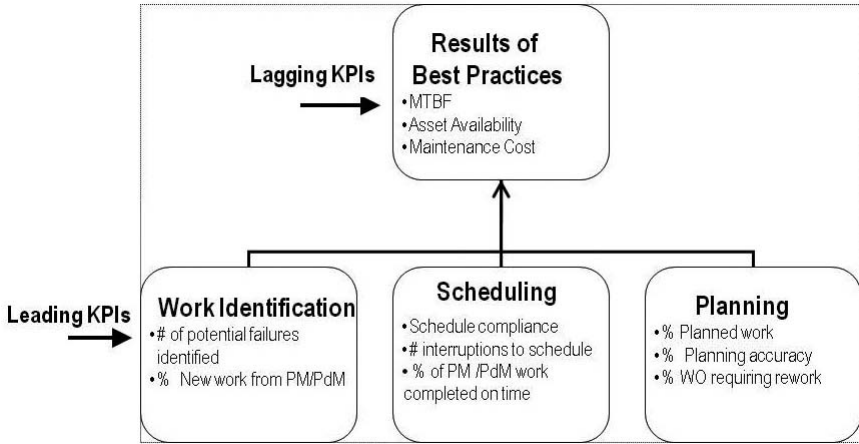 Results of
Best Practices
•MTBF
•Asset Availability
•Maintenance Cost
Lagging KPIs
Leading KPIs
Work Identification
•# of potential failures
identified
•% New work from PM/PdM
Scheduling
•Schedule compliance
•# interruptions to schedule
•% of PM /PdM work
completed on time
Planning
•% Planned work
•% Planning accuracy
•% WO requiring rework